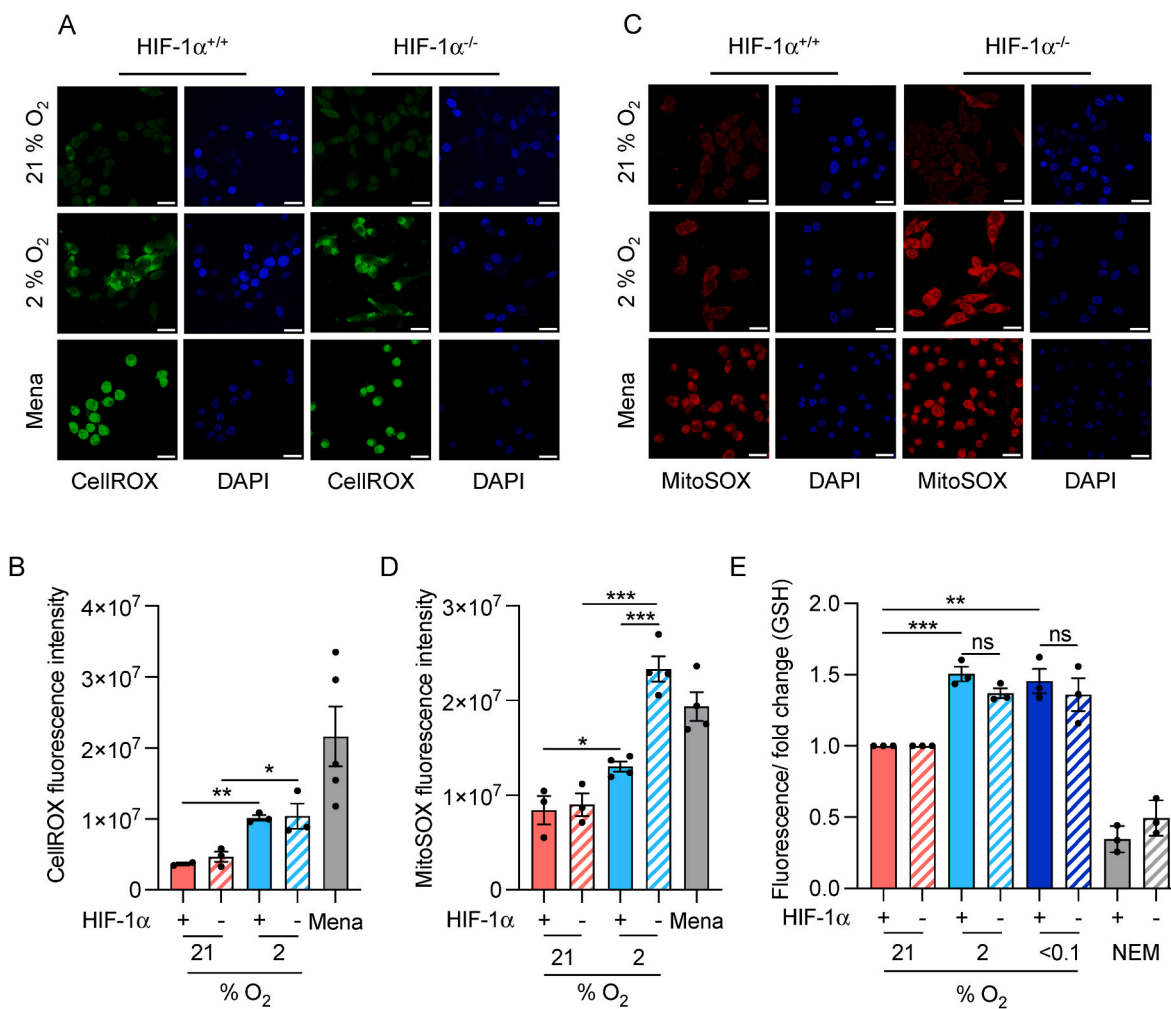 A
HIF-1α+/+
HIF-1α-/-
21 % O2
2 % O2
Mena
CellROX
DAPI
CellROX
DAPI
C
HIF-1α+/+
HIF-1α-/-
21 % O2
2 % O2
Mena
MitoSOX
DAPI
MitoSOX
DAPI
B
CellROX fluorescence intensity
4×10^7
3×10^7
2×10^7
1×10^7
0
**
*
HIF-1α + - + - Mena
21 2
% O2
D
MitoSOX fluorescence intensity
3×10^7
2×10^7
1×10^7
0
***
***
*
HIF-1α + - + - Mena
21 2
% O2
E
Fluorescence/ fold change (GSH)
2.0
1.5
1.0
0.5
0.0
**
***
ns
ns
HIF-1α + - + - + - + -
21 2 <0.1 NEM
% O2